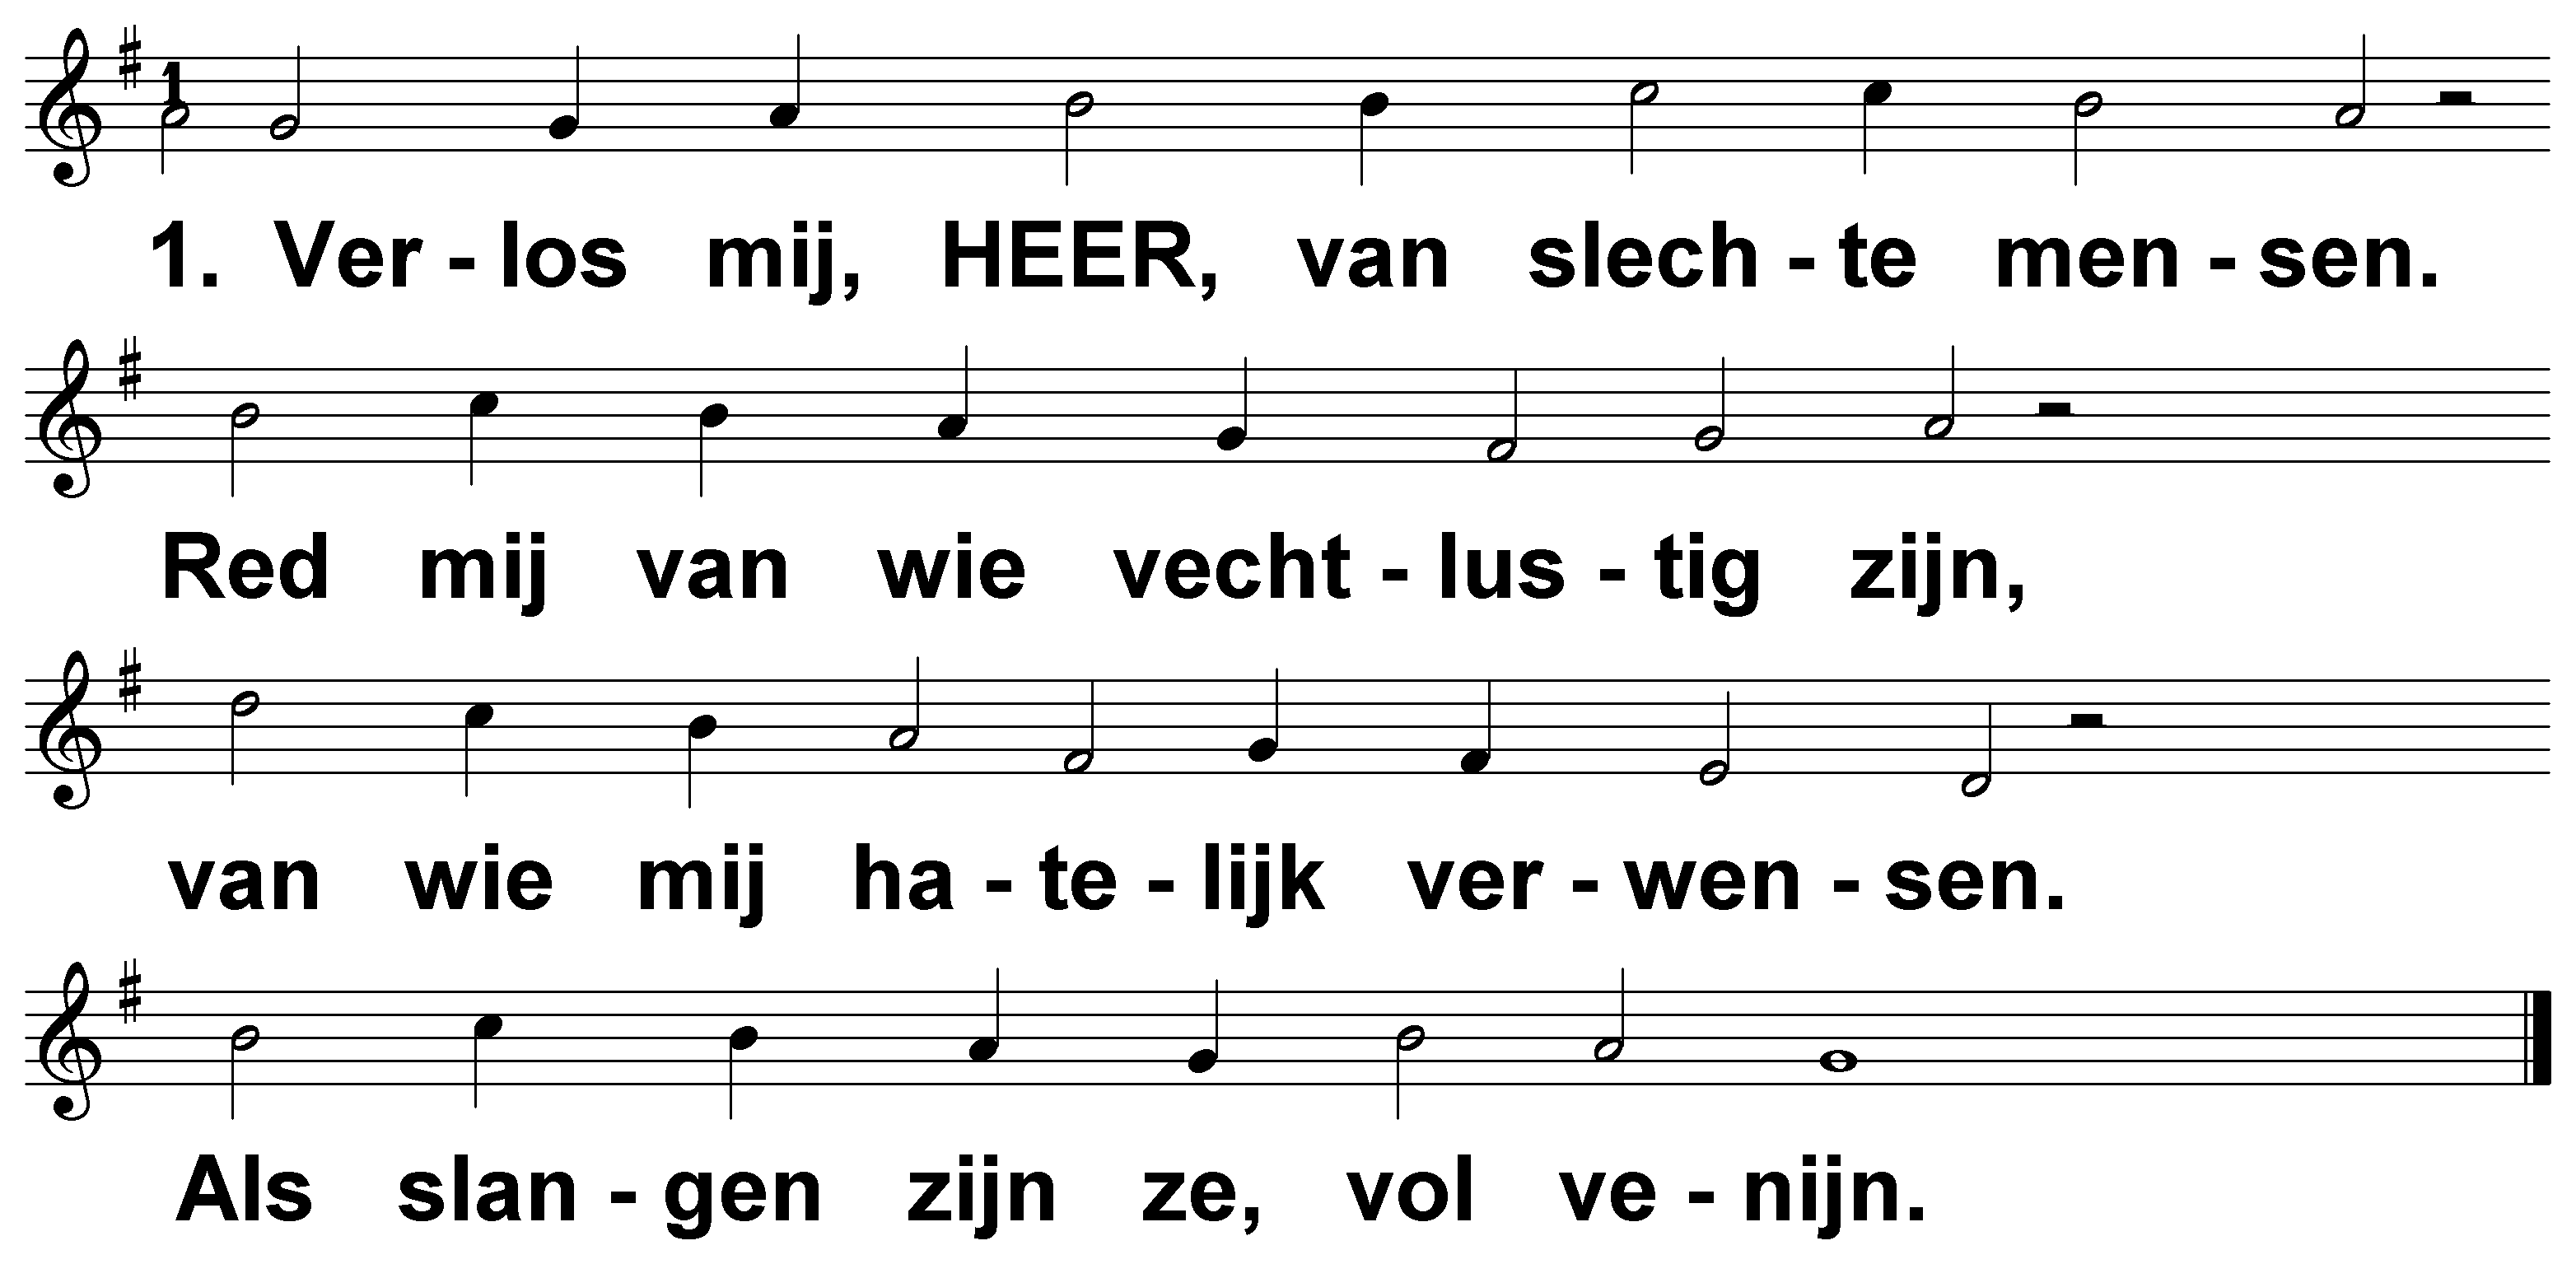 1
1. Ver - los mij, HEER, van slech - te men - sen.
Red mij van wie vecht - lus - tig zijn,
van wie mij ha - te - lijk ver - wen - sen.
Als slan - gen zijn ze, vol ve - nijn.